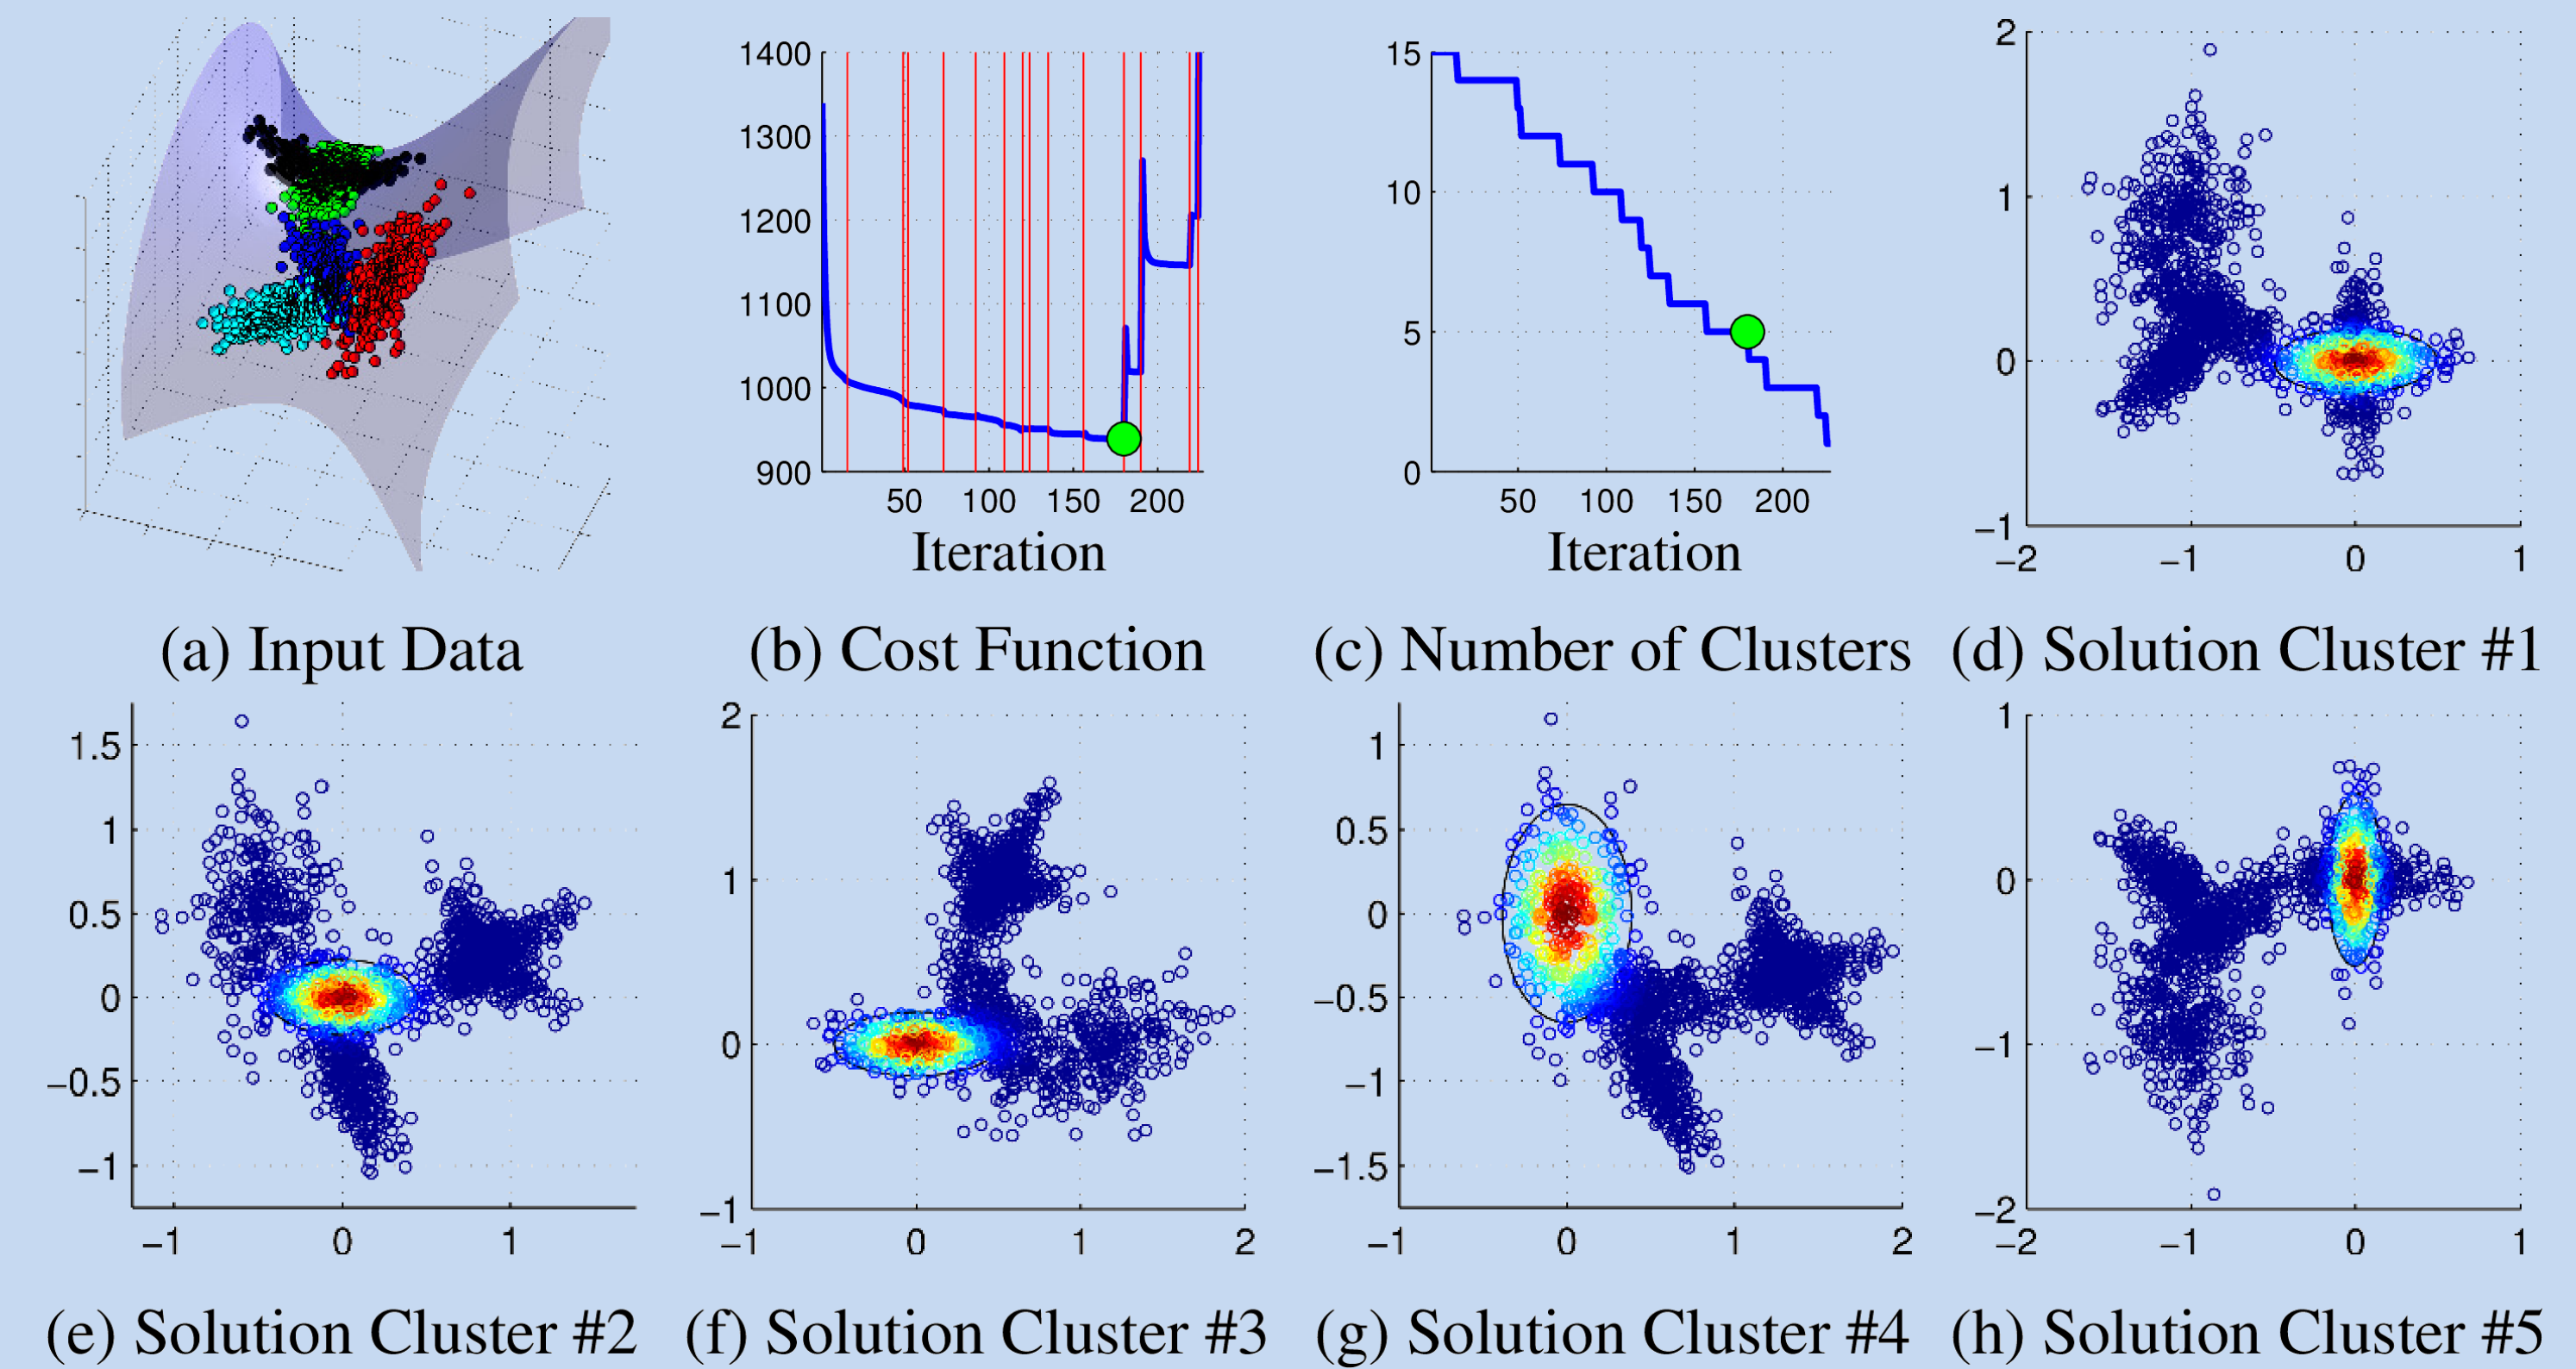 1400
1300
1200
1100
1000
900
50 100 150 200
Iteration
15
10
5
0
50 100 150 200
Iteration
2
1
0
−1
−2 −1 0 1
(a) Input Data
(b) Cost Function
(c) Number of Clusters
(d) Solution Cluster #1
1.5
1
0.5
0
−0.5
−1
−1 0 1
2
1
0
−1
−1 0 1 2
1
0.5
0
−0.5
−1
−1.5
−1 0 1 2
1
0
−1
−2
−2 −1 0 1
(e) Solution Cluster #2
(f) Solution Cluster #3
(g) Solution Cluster #4
(h) Solution Cluster #5